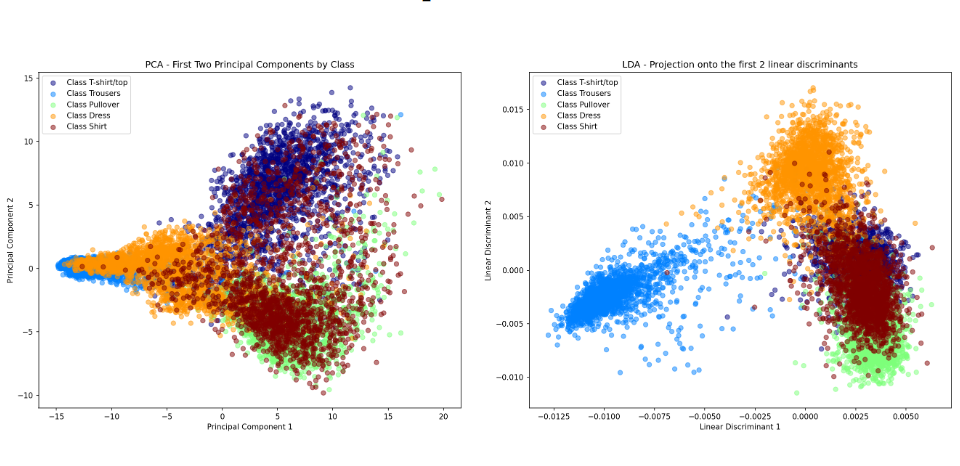 PCA - First Two Principal Components by Class
Class T-shirt/top
Class Trousers
Class Pullover
Class Dress
Class Shirt
15
10
5
0
−5
−10
Principal Component 2
−15
−10
−5
0
5
10
15
20
Principal Component 1
LDA - Projection onto the first 2 linear discriminants
Class T-shirt/top
Class Trousers
Class Pullover
Class Dress
Class Shirt
0.015
0.010
0.005
0.000
−0.005
−0.010
Linear Discriminant 2
−0.0125
−0.0100
−0.0075
−0.0050
−0.0025
0.0000
0.0025
0.0050
Linear Discriminant 1